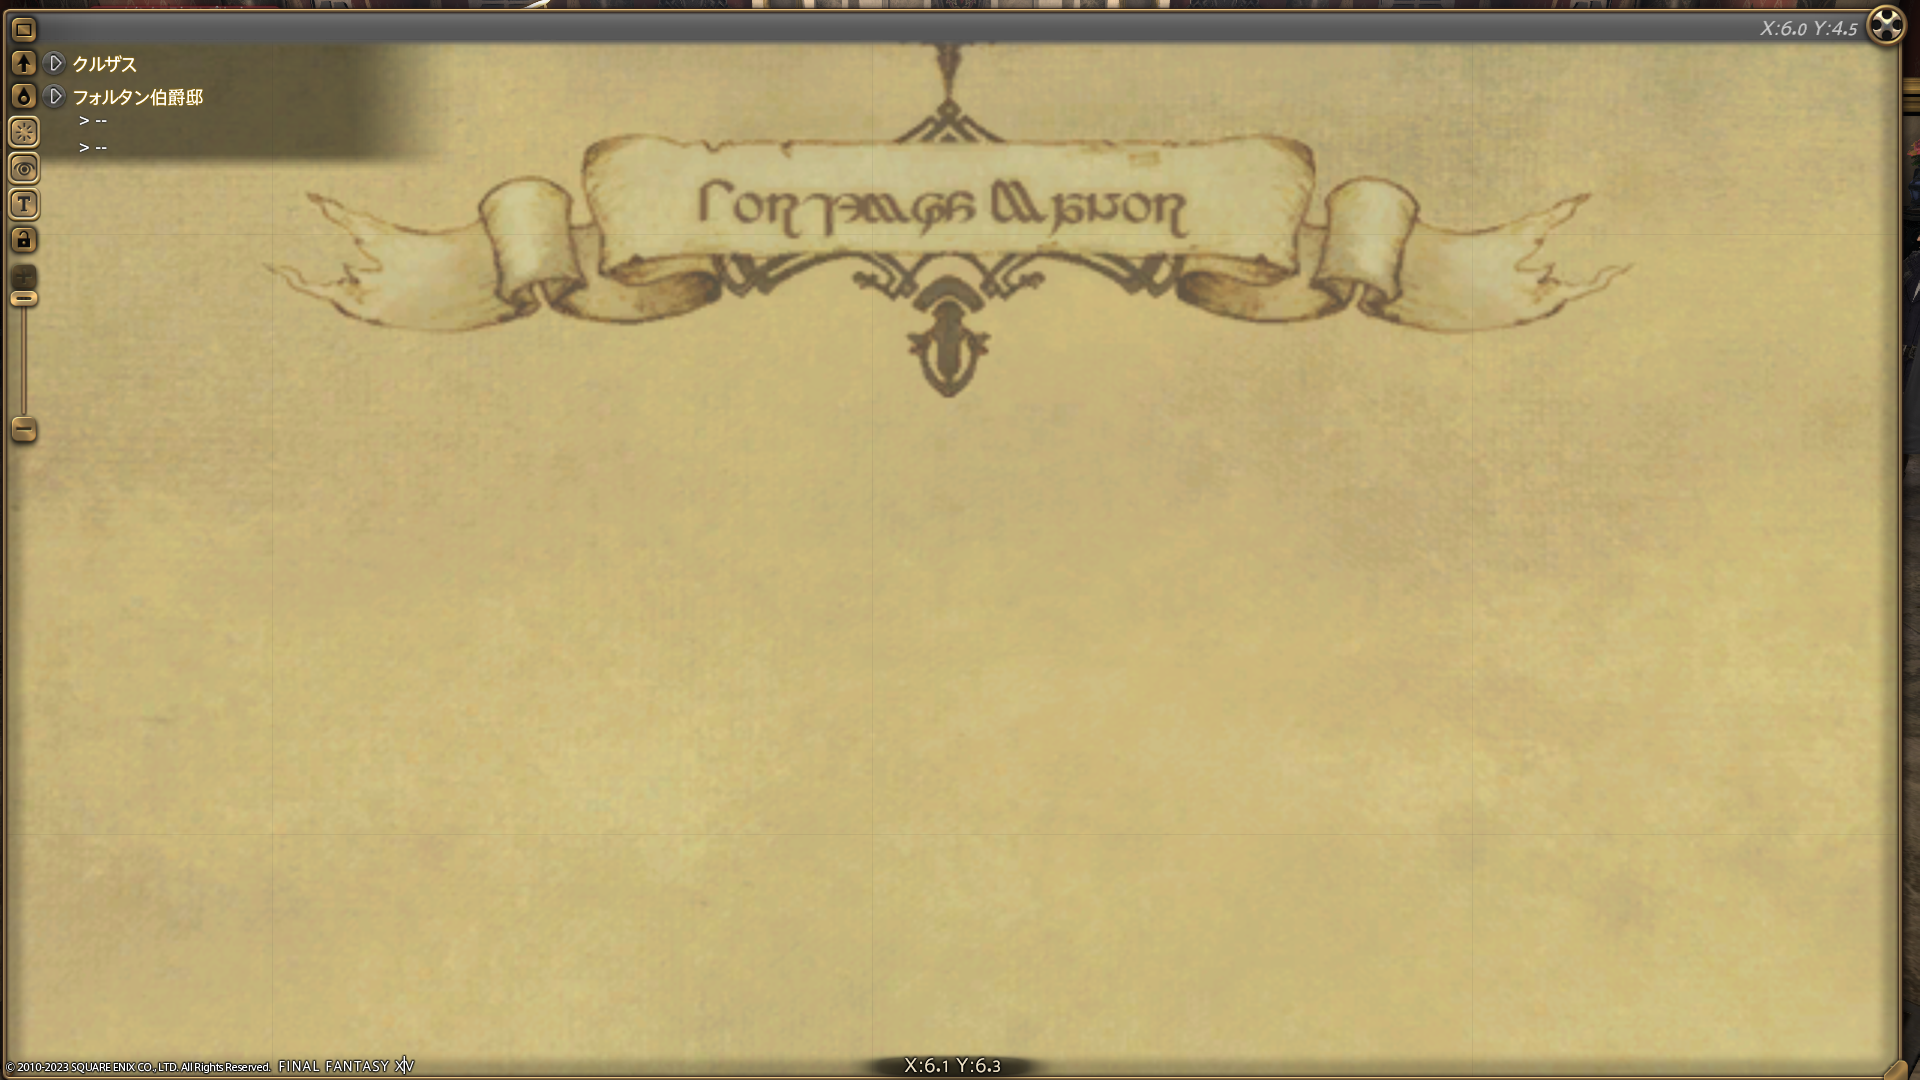 X:6.0 Y:4.5
クルザス
フォルタン伯爵邸
> --
> --
T
© 2010-2023 SQUARE ENIX CO., LTD. All Rights Reserved. FINAL FANTASY XIV
X:6.1 Y:6.3